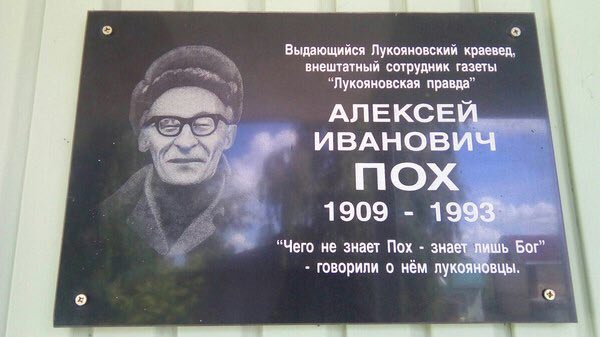 Выдающийся Лукояновский краевед,
внештатный сотрудник газеты
"Лукояновская правда"
АЛЕКСЕЙ
ИВАНОВИЧ
ПОХ
1909 - 1993
"Чего не знает Пох - знает лишь Бог"
- говорили о нём лукояновцы.